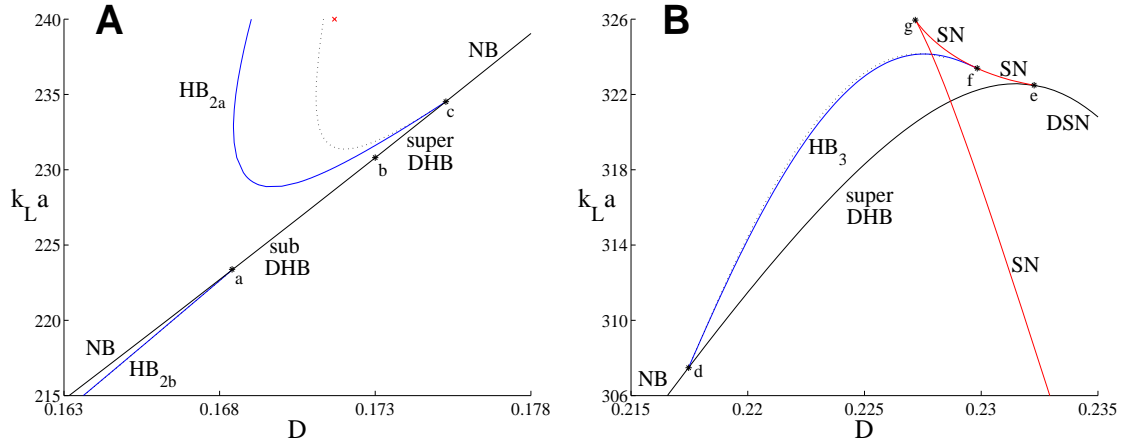 A
240
235
230
225
220
215
k_L a
0.163
0.168
0.173
0.178
D
HB_2a
NB
c
super
DHB
b
sub
DHB
a
NB
HB_2b
B
326
322
318
314
310
306
k_L a
0.215
0.22
0.225
0.23
0.235
D
g
SN
f
SN
e
DSN
HB_3
super
DHB
SN
d
NB